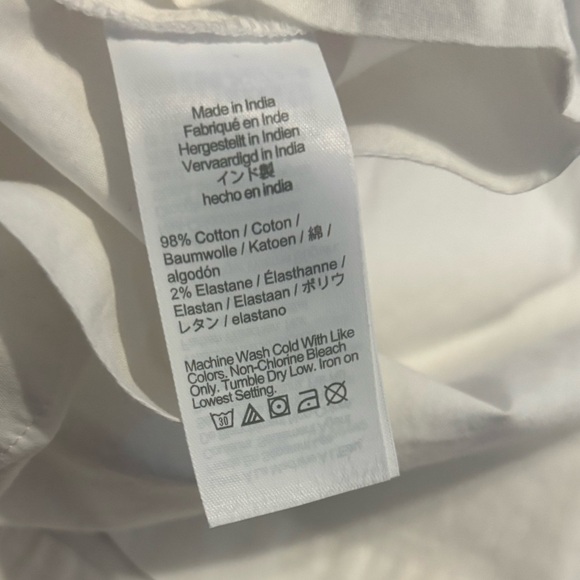 Made in India
Fabriqué en Inde
Hergestellt in Indien
Vervaardigd in India
インド製
hecho en india
98% Cotton / Coton /
Baumwolle / Katoen / 綿 /
algodón
2% Elastane / Élasthanne /
Elastan / Elastaan / ポリウ
レタン / elastano
Machine Wash Cold With Like
Colors. Non-Chlorine Bleach
Only. Tumble Dry Low. Iron on
Lowest Setting.
30